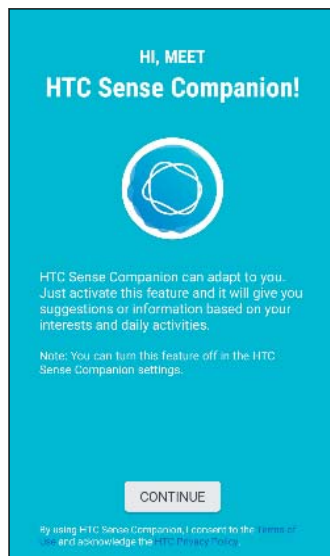 HI, MEET
HTC Sense Companion!
HTC Sense Companion can adapt to you.
Just activate this feature and it will give you
suggestions or information based on your
interests and daily activities.
Note: You can turn this feature off in the HTC
Sense Companion settings.
CONTINUE
By using HTC Sense Companion, I consent to the Terms of
Use and acknowledge the HTC Privacy Policy.